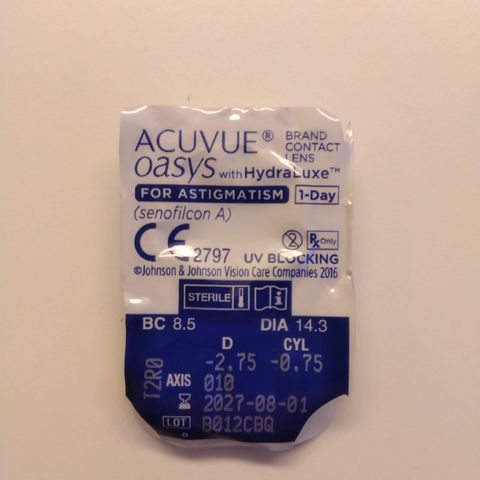 ACUVUE® BRAND CONTACT LENS
oasys with HydraLuxe™
FOR ASTIGMATISM 1-Day
(senofilcon A)
CE 2797 Rx Only
UV BLOCKING
©Johnson & Johnson Vision Care Companies 2016
STERILE i
BC 8.5 DIA 14.3
D CYL
-2.75 -0.75
AXIS 010
2027-08-01
LOT B012CBQ
T2R0